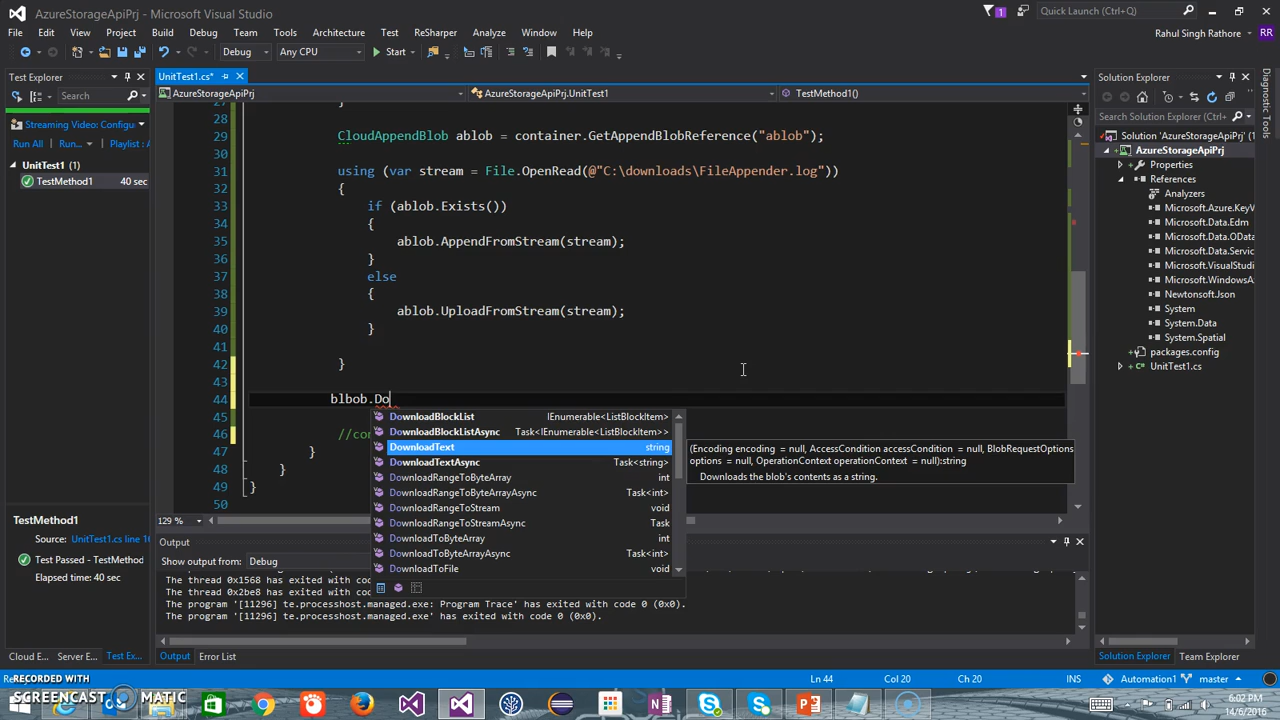 AzureStorageApiPrj - Microsoft Visual Studio
1
Quick Launch (Ctrl+Q)
File Edit View Project Build Debug Team Tools Architecture Test ReSharper Analyze Window Help
Rahul Singh Rathore RR
Debug Any CPU Start
Test Explorer
UnitTest1.cs*
Solution Explorer
Diagnostic Tools
Search
AzureStorageApiPrj
AzureStorageApiPrj.UnitTest1
TestMethod1()
Search Solution Explorer (Ctrl+;)
Streaming Video: Configu
Run All Run... Playlist :
UnitTest1 (1)
TestMethod1 40 sec
Solution 'AzureStorageApiPrj' (1
AzureStorageApiPrj
Properties
References
Analyzers
Microsoft.Azure.KeyV
Microsoft.Data.Edm
Microsoft.Data.OData
Microsoft.Data.Servic
Microsoft.VisualStudi
Microsoft.WindowsA
Newtonsoft.Json
System
System.Data
System.Spatial
packages.config
UnitTest1.cs
27 }
28
29 CloudAppendBlob ablob = container.GetAppendBlobReference("ablob");
30
31 using (var stream = File.OpenRead(@"C:\downloads\FileAppender.log"))
32 {
33 if (ablob.Exists())
34 {
35 ablob.AppendFromStream(stream);
36 }
37 else
38 {
39 ablob.UploadFromStream(stream);
40 }
41
42 }
43
44 blbob.Do
45
46 //con
47 }
48 }
49 }
50
DownloadBlockList IEnumerable<ListBlockItem>
DownloadBlockListAsync Task<IEnumerable<ListBlockItem>>
DownloadText string
DownloadTextAsync Task<string>
DownloadRangeToByteArray int
DownloadRangeToByteArrayAsync Task<int>
DownloadRangeToStream void
DownloadRangeToStreamAsync Task
DownloadToByteArray int
DownloadToByteArrayAsync Task<int>
DownloadToFile void
(Encoding encoding = null, AccessCondition accessCondition = null, BlobRequestOptions
options = null, OperationContext operationContext = null):string
Downloads the blob's contents as a string.
129 %
TestMethod1
Source: UnitTest1.cs line 1
Test Passed - TestMethod
Elapsed time: 40 sec
Output
Show output from: Debug
The thread 0x1568 has exited with cod
The thread 0x2be8 has exited with cod
The program '[11296] te.processhost.managed.exe: Program Trace' has exited with code 0 (0x0).
The program '[11296] te.processhost.managed.exe' has exited with code 0 (0x0).
Cloud E... Server E... Test Ex...
Output Error List
Solution Explorer Team Explorer
Ln 44 Col 20 Ch 20 INS Automation1 master
RECORDED WITH
SCREENCAST MATIC
6:02 PM
14/6/2016